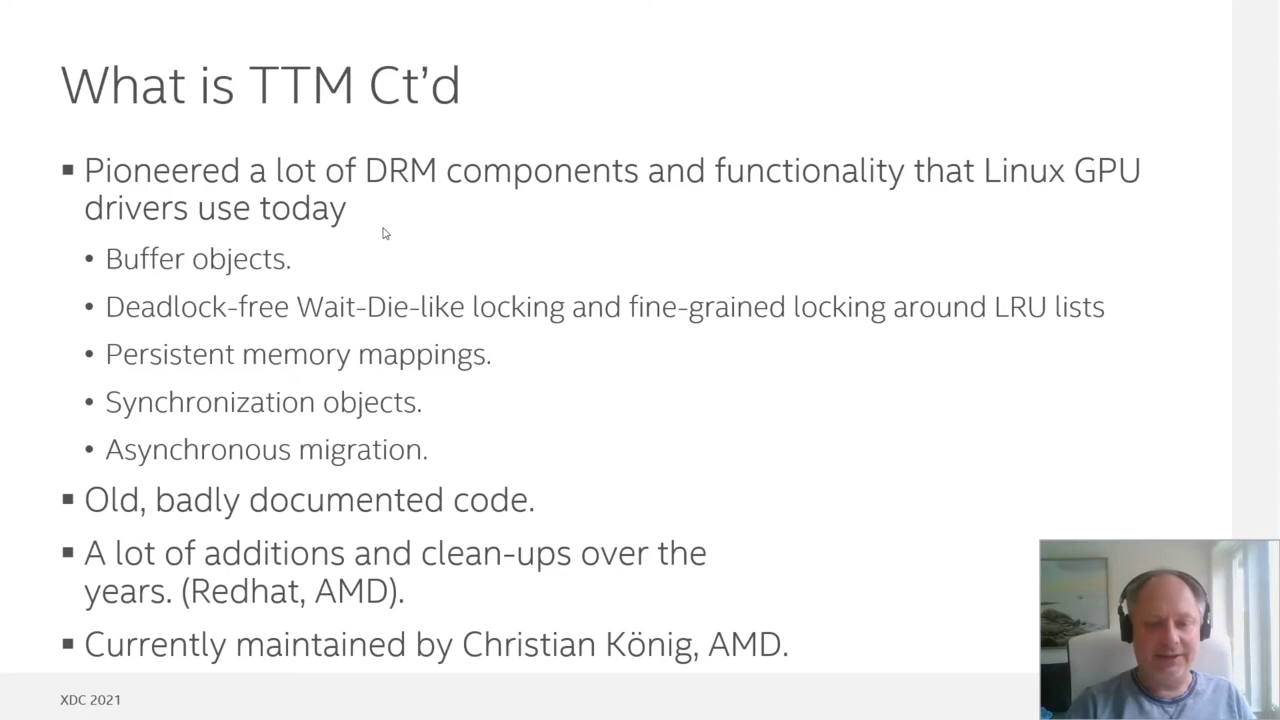 What is TTM Ct’d
▪ Pioneered a lot of DRM components and functionality that Linux GPU
drivers use today
• Buffer objects.
• Deadlock-free Wait-Die-like locking and fine-grained locking around LRU lists
• Persistent memory mappings.
• Synchronization objects.
• Asynchronous migration.
▪ Old, badly documented code.
▪ A lot of additions and clean-ups over the
years. (Redhat, AMD).
▪ Currently maintained by Christian König, AMD.
XDC 2021